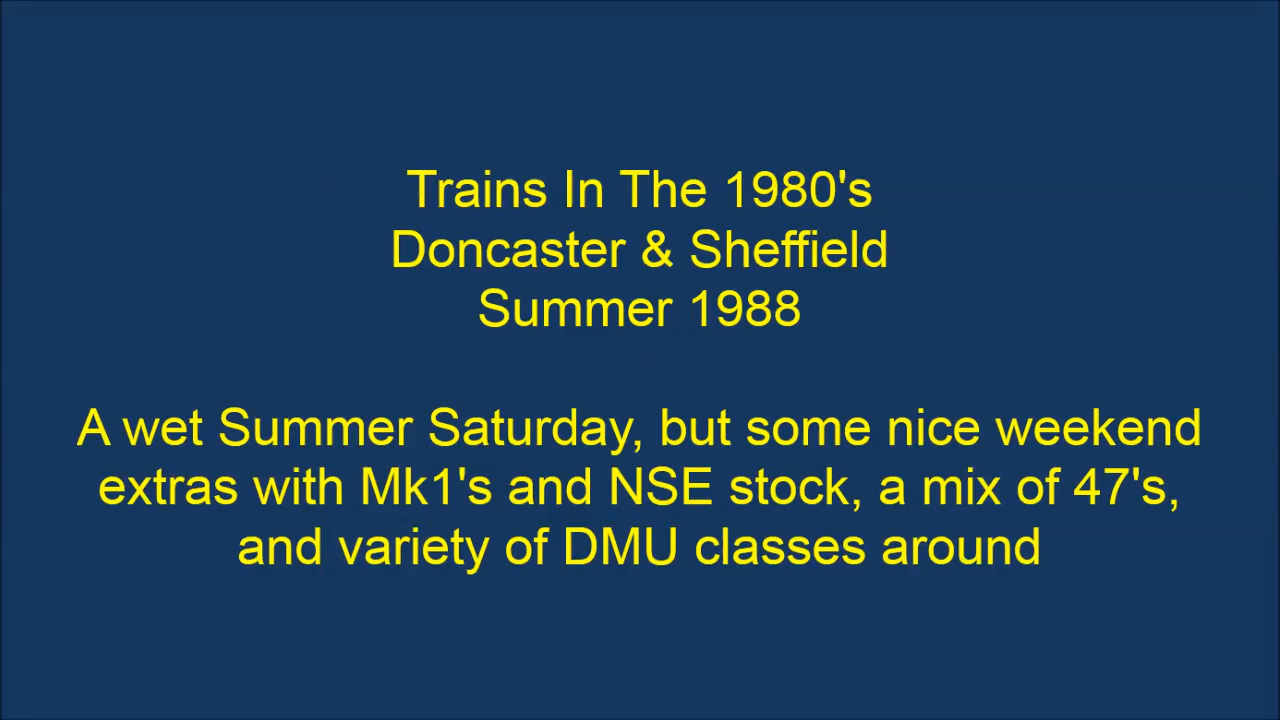 Trains In The 1980's
Doncaster & Sheffield
Summer 1988
A wet Summer Saturday, but some nice weekend
extras with Mk1's and NSE stock, a mix of 47's,
and variety of DMU classes around